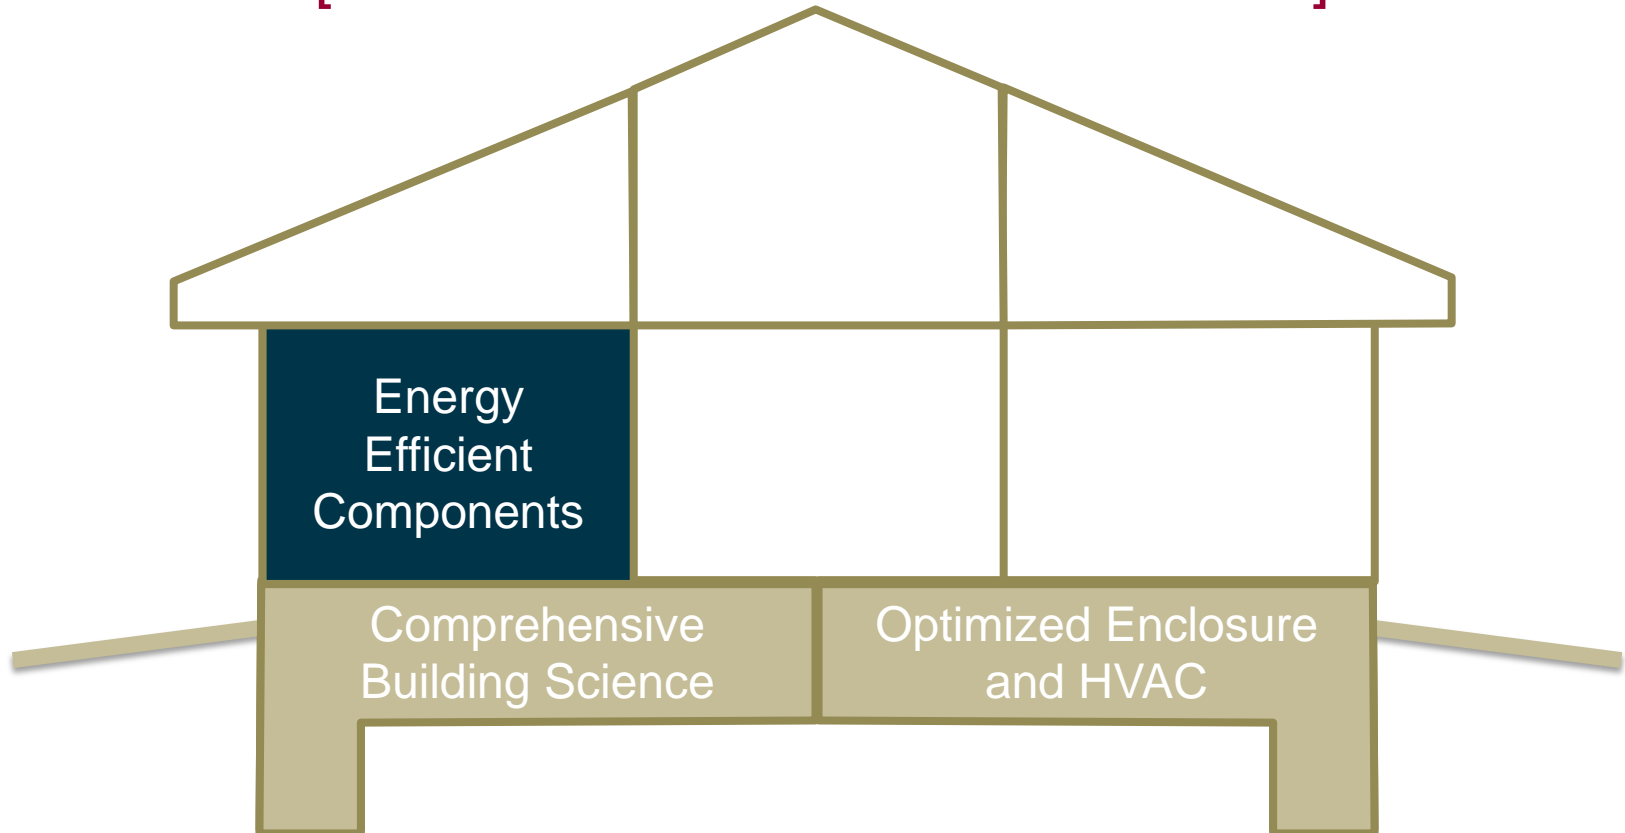 Energy
Efficient
Components
Comprehensive
Building Science
Optimized Enclosure
and HVAC